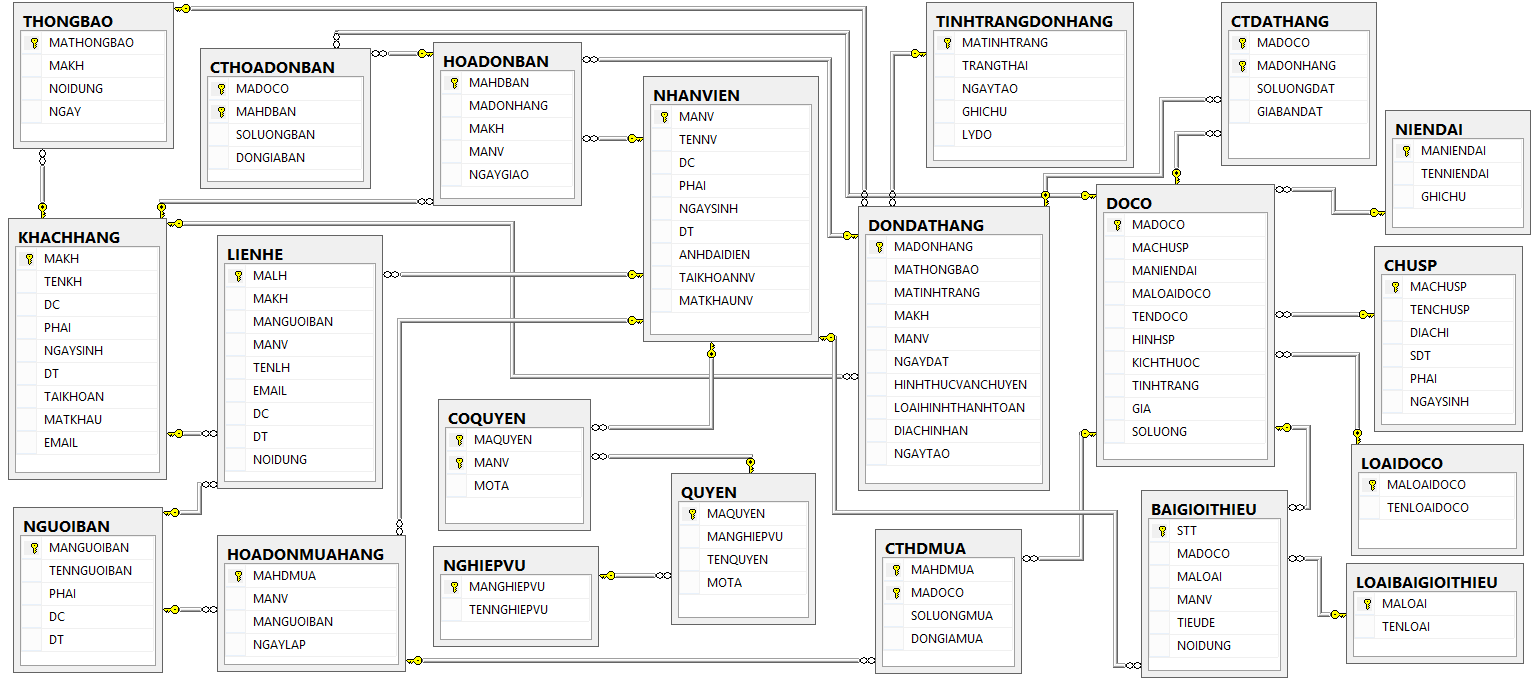 THONGBAO
MATHONGBAO
MAKH
NOIDUNG
NGAY
CTHOADONBAN
MADOCO
MAHDBAN
SOLUONGBAN
DONGIABAN
HOADONBAN
MAHDBAN
MADONHANG
MAKH
MANV
NGAYGIAO
NHANVIEN
MANV
TENNV
DC
PHAI
NGAYSINH
DT
ANHDAIDIEN
TAIKHOANNV
MATKHAUNV
TINHTRANGDONHANG
MATINHTRANG
TRANGTHAI
NGAYTAO
GHICHU
LYDO
CTDATHANG
MADOCO
MADONHANG
SOLUONGDAT
GIABANDAT
NIENDAI
MANIENDAI
TENNIENDAI
GHICHU
KHACHHANG
MAKH
TENKH
DC
PHAI
NGAYSINH
DT
TAIKHOAN
MATKHAU
EMAIL
LIENHE
MALH
MAKH
MANGUOIBAN
MANV
TENLH
EMAIL
DC
DT
NOIDUNG
DONDATHANG
MADONHANG
MATHONGBAO
MATINHTRANG
MAKH
MANV
NGAYDAT
HINHTHUCVANCHUYEN
LOAIHINHTHANHTOAN
DIACHINHAN
NGAYTAO
DOCO
MADOCO
MACHUSP
MANIENDAI
MALOAIDOCO
TENDOCO
HINHSP
KICHTHUOC
TINHTRANG
GIA
SOLUONG
CHUSP
MACHUSP
TENCHUSP
DIACHI
SDT
PHAI
NGAYSINH
COQUYEN
MAQUYEN
MANV
MOTA
QUYEN
MAQUYEN
MANGHIEPVU
TENQUYEN
MOTA
LOAIDOCO
MALOAIDOCO
TENLOAIDOCO
NGUOIBAN
MANGUOIBAN
TENNGUOIBAN
PHAI
DC
DT
HOADONMUAHANG
MAHDMUA
MANV
MANGUOIBAN
NGAYLAP
NGHIEPVU
MANGHIEPVU
TENNGHIEPVU
CTHDMUA
MAHDMUA
MADOCO
SOLUONGMUA
DONGIAMUA
BAIGIOITHIEU
STT
MADOCO
MALOAI
MANV
TIEUDE
NOIDUNG
LOAIBAIGIOITHIEU
MALOAI
TENLOAI